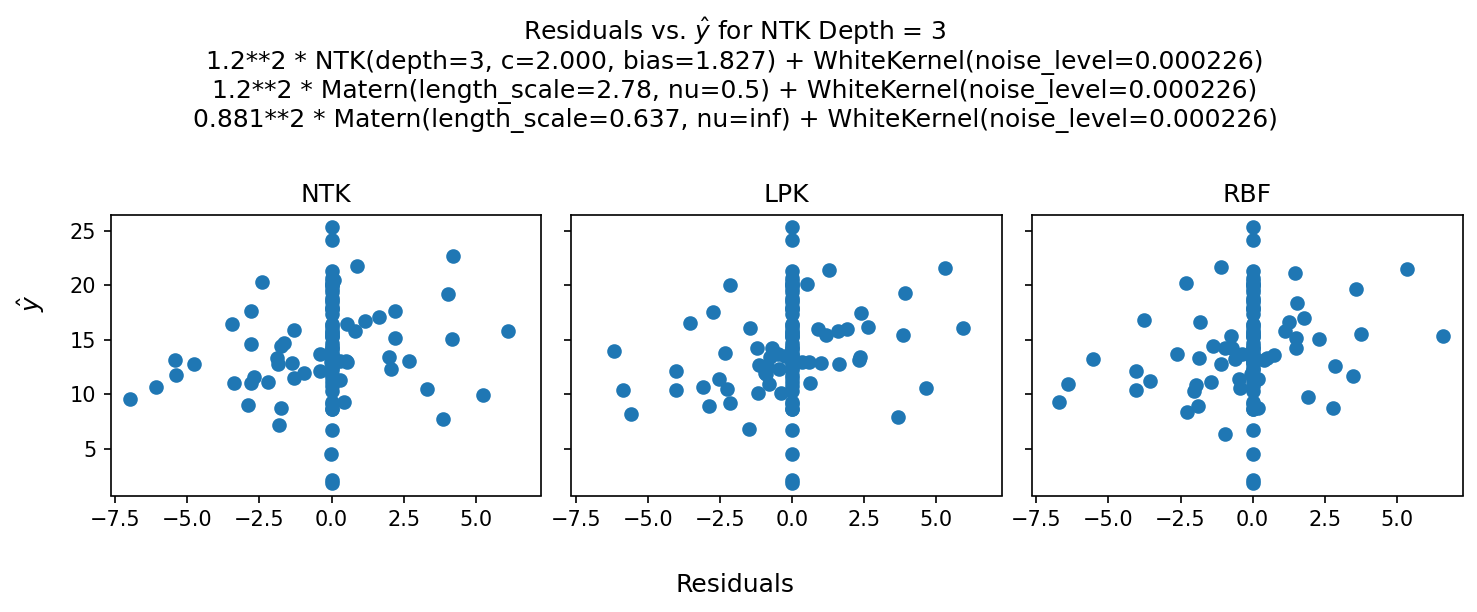 Residuals vs. ŷ for NTK Depth = 3
1.2**2 * NTK(depth=3, c=2.000, bias=1.827) + WhiteKernel(noise_level=0.000226)
1.2**2 * Matern(length_scale=2.78, nu=0.5) + WhiteKernel(noise_level=0.000226)
0.881**2 * Matern(length_scale=0.637, nu=inf) + WhiteKernel(noise_level=0.000226)
NTK LPK RBF
25
20
15
10
5
ŷ
−7.5 −5.0 −2.5 0.0 2.5 5.0 −7.5 −5.0 −2.5 0.0 2.5 5.0 −7.5 −5.0 −2.5 0.0 2.5 5.0
Residuals